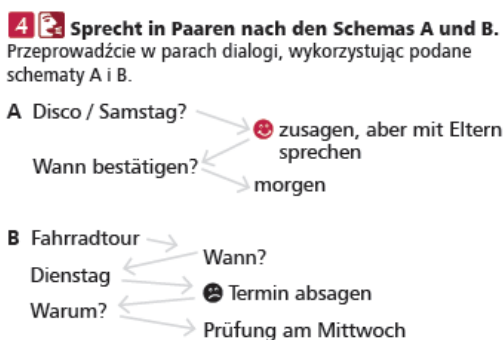 4 Sprecht in Paaren nach den Schemas A und B.
Przeprowadźcie w parach dialogi, wykorzystując podane
schematy A i B.
A Disco / Samstag?
zusagen, aber mit Eltern
sprechen
Wann bestätigen?
morgen
B Fahrradtour
Wann?
Dienstag
Termin absagen
Warum?
Prüfung am Mittwoch